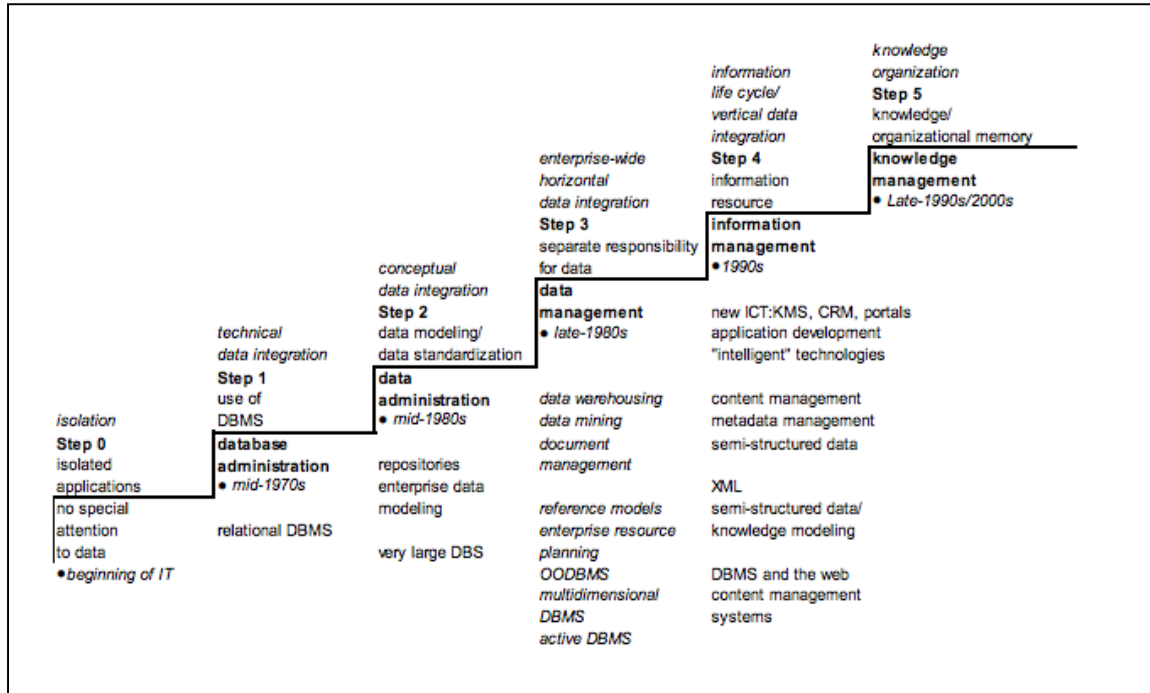 isolation
Step 0
isolated
applications
no special
attention
to data
●beginning of IT
technical
data integration
Step 1
use of
DBMS
database
administration
● mid-1970s
relational DBMS
conceptual
data integration
Step 2
data modeling/
data standardization
data
administration
● mid-1980s
repositories
enterprise data
modeling
very large DBS
enterprise-wide
horizontal
data integration
Step 3
separate responsibility
for data
data
management
● late-1980s
data warehousing
data mining
document
management
reference models
enterprise resource
planning
OODBMS
multidimensional
DBMS
active DBMS
information
life cycle/
vertical data
integration
Step 4
information
resource
information
management
●1990s
new ICT:KMS, CRM, portals
application development
"intelligent" technologies
content management
metadata management
semi-structured data
XML
semi-structured data/
knowledge modeling
DBMS and the web
content management
systems
knowledge
organization
Step 5
knowledge/
organizational memory
knowledge
management
● Late-1990s/2000s